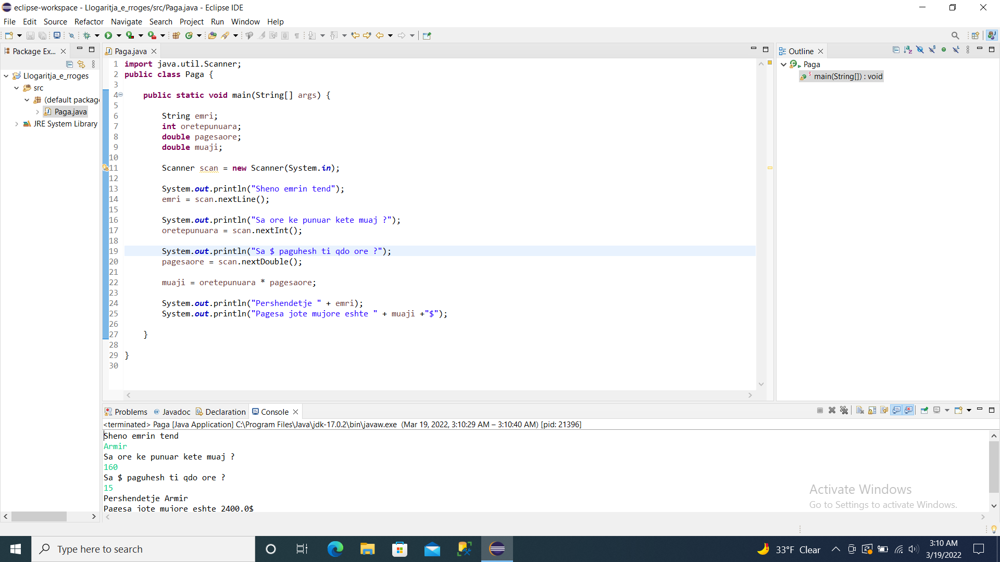 eclipse-workspace - Llogaritja_e_rroges/src/Paga.java - Eclipse IDE
File Edit Source Refactor Navigate Search Project Run Window Help
Package Ex...
Llogaritja_e_rroges
src
(default package
Paga.java
JRE System Library
Paga.java
1 import java.util.Scanner;
2 public class Paga {
3
4 public static void main(String[] args) {
5
6 String emri;
7 int oretepunuara;
8 double pagesaore;
9 double muaji;
10
11 Scanner scan = new Scanner(System.in);
12
13 System.out.println("Sheno emrin tend");
14 emri = scan.nextLine();
15
16 System.out.println("Sa ore ke punuar kete muaj ?");
17 oretepunuara = scan.nextInt();
18
19 System.out.println("Sa $ paguhesh ti qdo ore ?");
20 pagesaore = scan.nextDouble();
21
22 muaji = oretepunuara * pagesaore;
23
24 System.out.println("Pershendetje " + emri);
25 System.out.println("Pagesa jote mujore eshte " + muaji +"$");
26
27 }
28
29 }
30
Outline
Paga
main(String[]) : void
Problems @ Javadoc Declaration Console
<terminated> Paga [Java Application] C:\Program Files\Java\jdk-17.0.2\bin\javaw.exe (Mar 19, 2022, 3:10:29 AM – 3:10:40 AM) [pid: 21396]
Sheno emrin tend
Armir
Sa ore ke punuar kete muaj ?
160
Sa $ paguhesh ti qdo ore ?
15
Pershendetje Armir
Pagesa jote mujore eshte 2400.0$
Activate Windows
Go to Settings to activate Windows.
Type here to search
33°F Clear
3:10 AM
3/19/2022